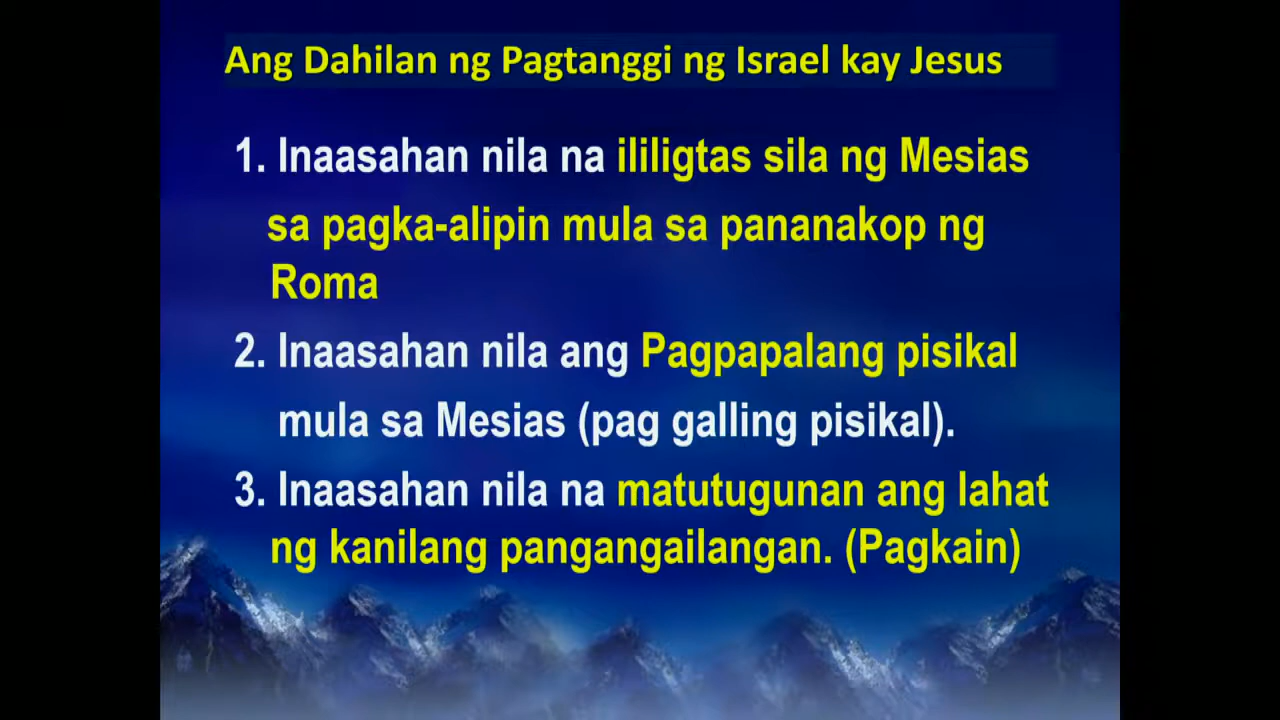 Ang Dahilan ng Pagtanggi ng Israel kay Jesus
1. Inaasahan nila na ililigtas sila ng Mesias
sa pagka-alipin mula sa pananakop ng
Roma
2. Inaasahan nila ang Pagpapalang pisikal
mula sa Mesias (pag galling pisikal).
3. Inaasahan nila na matutugunan ang lahat
ng kanilang pangangailangan. (Pagkain)